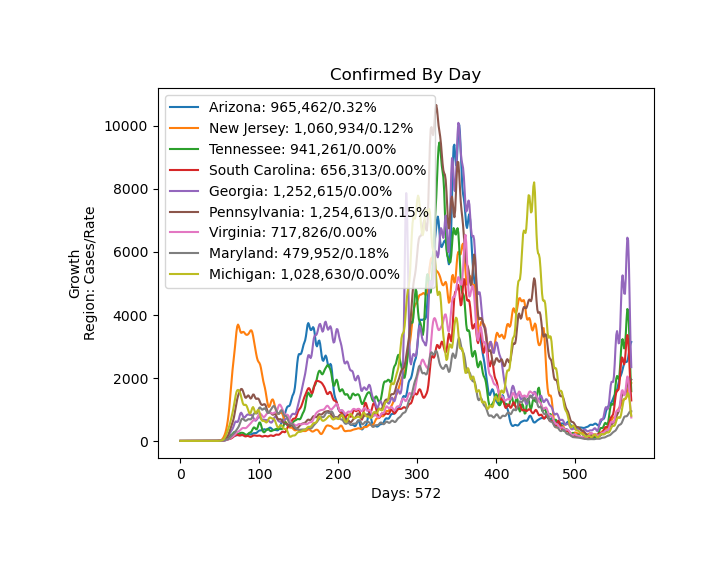 Confirmed By Day
Arizona: 965,462/0.32%
New Jersey: 1,060,934/0.12%
Tennessee: 941,261/0.00%
South Carolina: 656,313/0.00%
Georgia: 1,252,615/0.00%
Pennsylvania: 1,254,613/0.15%
Virginia: 717,826/0.00%
Maryland: 479,952/0.18%
Michigan: 1,028,630/0.00%
10000
8000
6000
4000
2000
0
Growth
Region: Cases/Rate
0 100 200 300 400 500
Days: 572